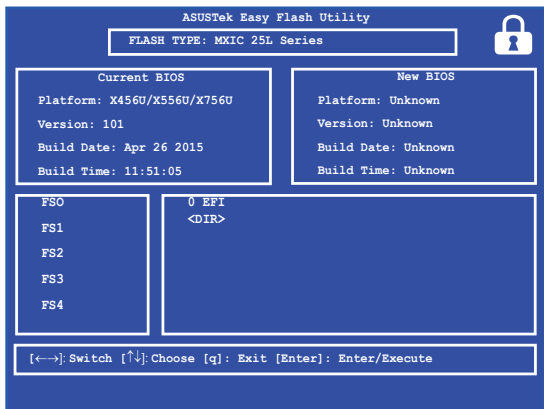 ASUSTek Easy Flash Utility
FLASH TYPE: MXIC 25L Series
Current BIOS
Platform: X456U/X556U/X756U
Version: 101
Build Date: Apr 26 2015
Build Time: 11:51:05
New BIOS
Platform: Unknown
Version: Unknown
Build Date: Unknown
Build Time: Unknown
FSO
FS1
FS2
FS3
FS4
0 EFI
<DIR>
[←→]: Switch [↑↓]: Choose [q]: Exit [Enter]: Enter/Execute